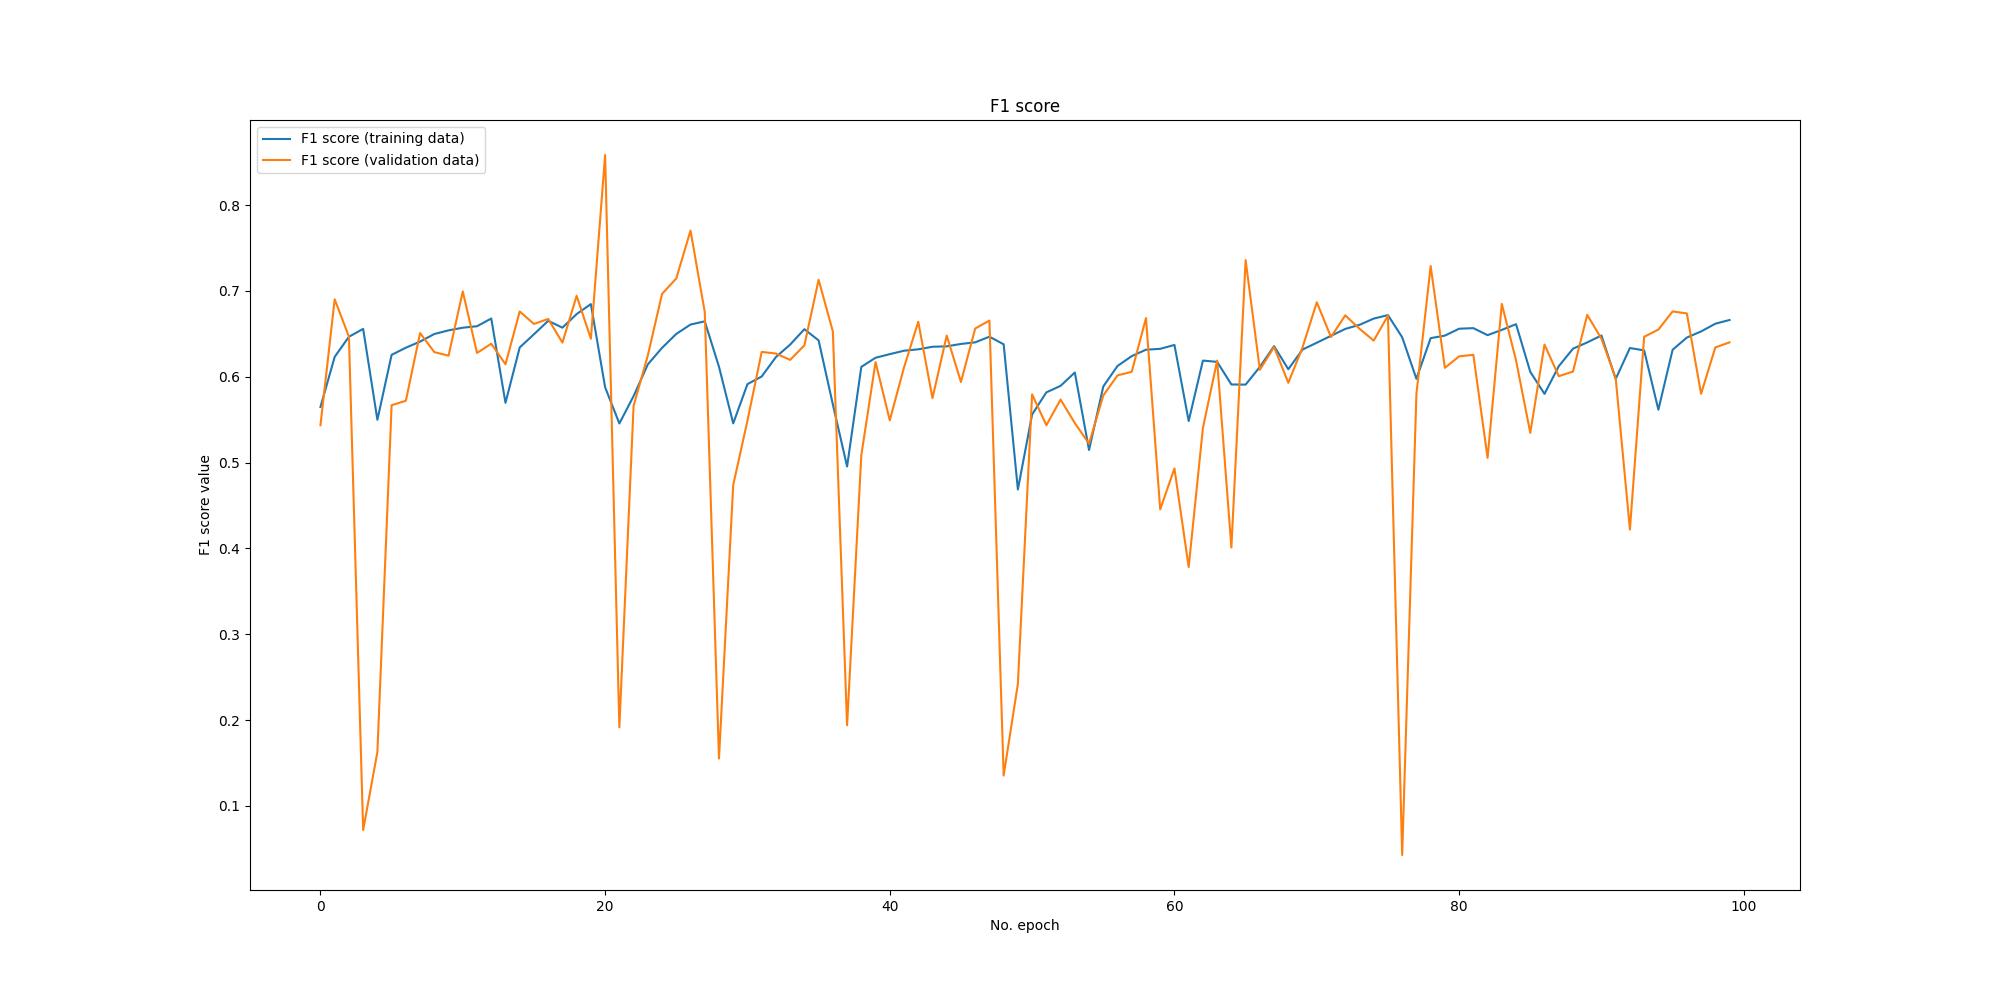 F1 score
F1 score (training data)
F1 score (validation data)
F1 score value
0.8
0.7
0.6
0.5
0.4
0.3
0.2
0.1
0 20 40 60 80 100
No. epoch